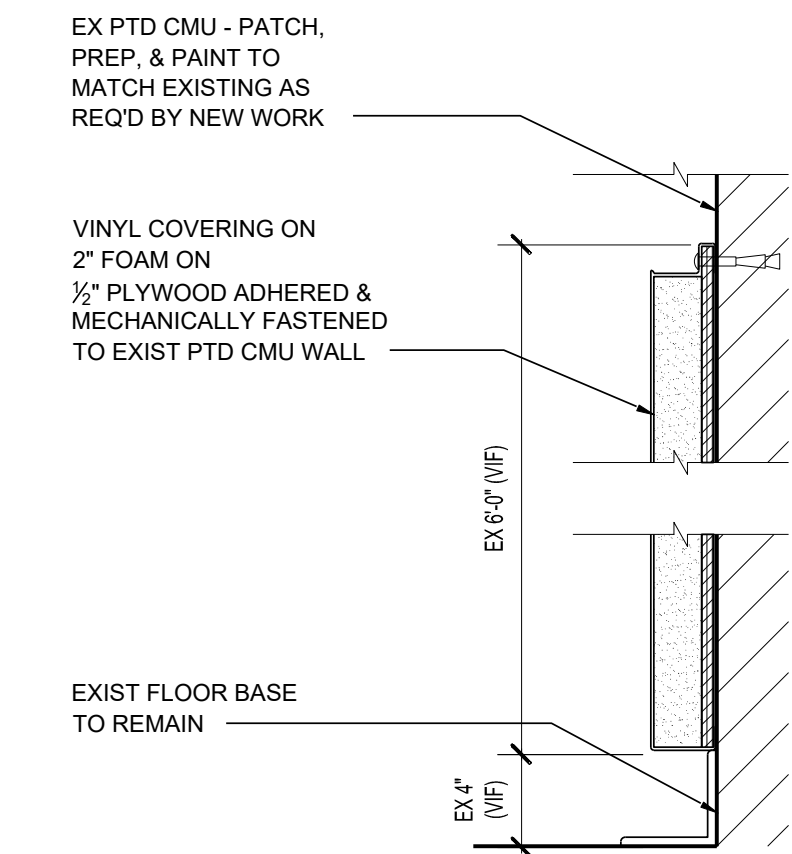 EX PTD CMU - PATCH,
PREP, & PAINT TO
MATCH EXISTING AS
REQ'D BY NEW WORK
VINYL COVERING ON
2" FOAM ON
½" PLYWOOD ADHERED &
MECHANICALLY FASTENED
TO EXIST PTD CMU WALL
EX 6'-0" (VIF)
EXIST FLOOR BASE
TO REMAIN
EX 4"
(VIF)